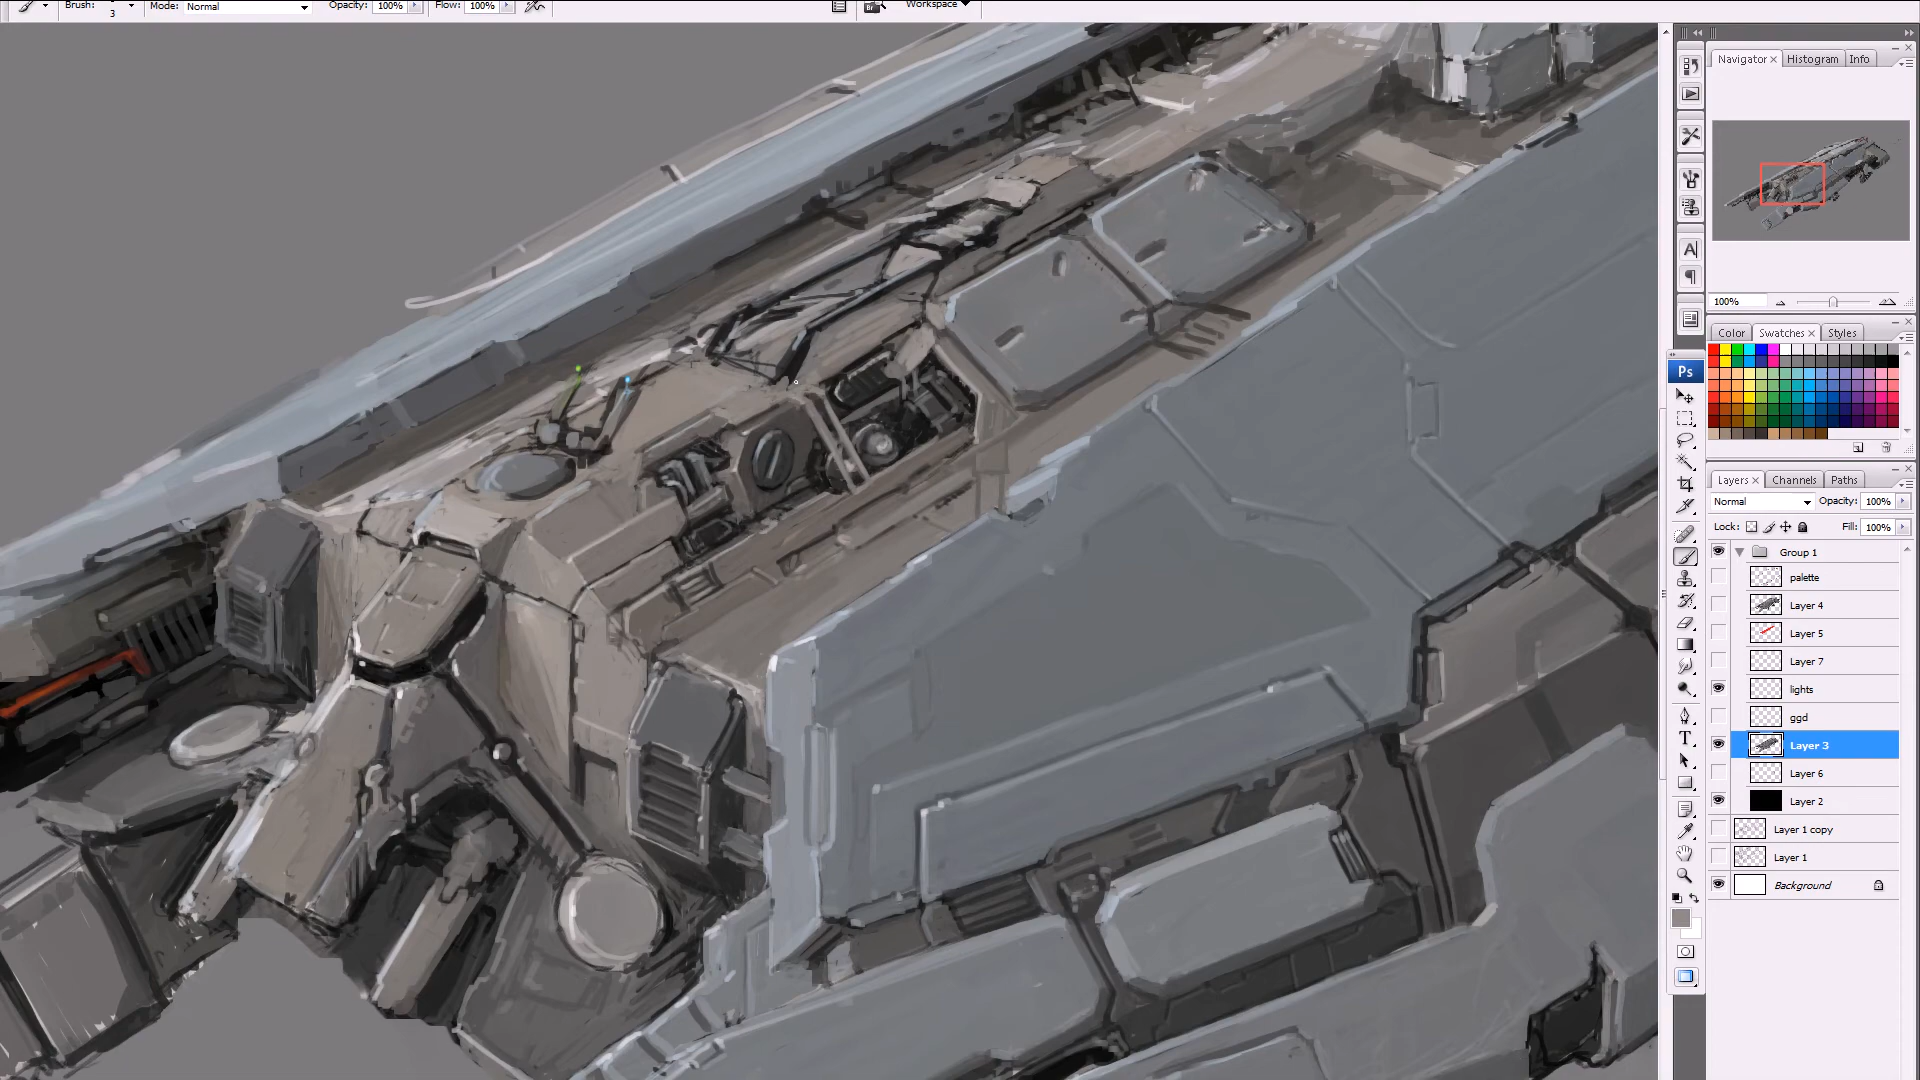 Brush: 3 Mode: Normal Opacity: 100% Flow: 100% Workspace
Navigator × Histogram Info
100%
Color Swatches × Styles
Ps
Layers × Channels Paths
Normal Opacity: 100%
Lock: Fill: 100%
Group 1
palette
Layer 4
Layer 5
Layer 7
lights
ggd
Layer 3
Layer 6
Layer 2
Layer 1 copy
Layer 1
Background